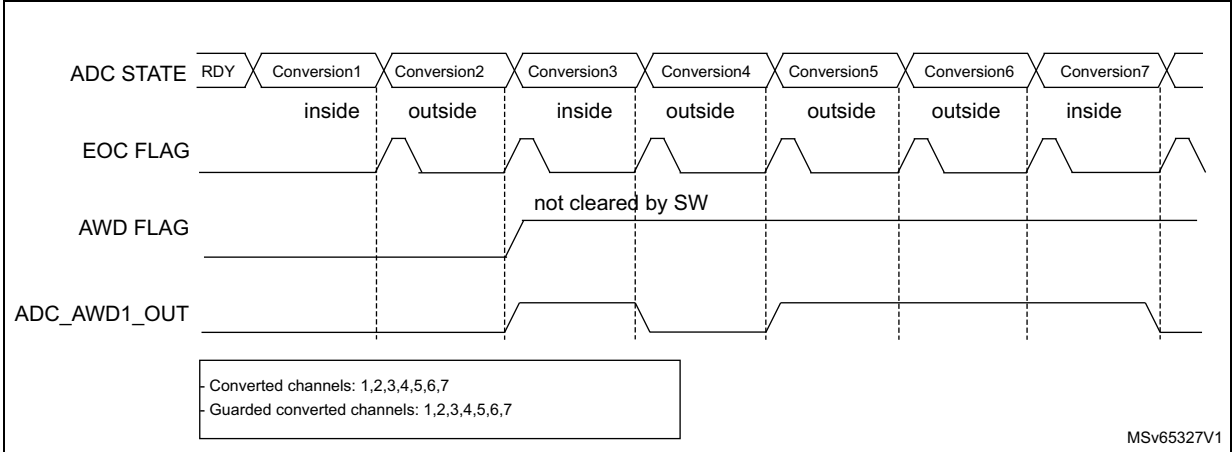 ADC STATE RDY Conversion1 Conversion2 Conversion3 Conversion4 Conversion5 Conversion6 Conversion7
inside outside inside outside outside outside inside
EOC FLAG
not cleared by SW
AWD FLAG
ADC_AWD1_OUT
- Converted channels: 1,2,3,4,5,6,7
- Guarded converted channels: 1,2,3,4,5,6,7
MSv65327V1